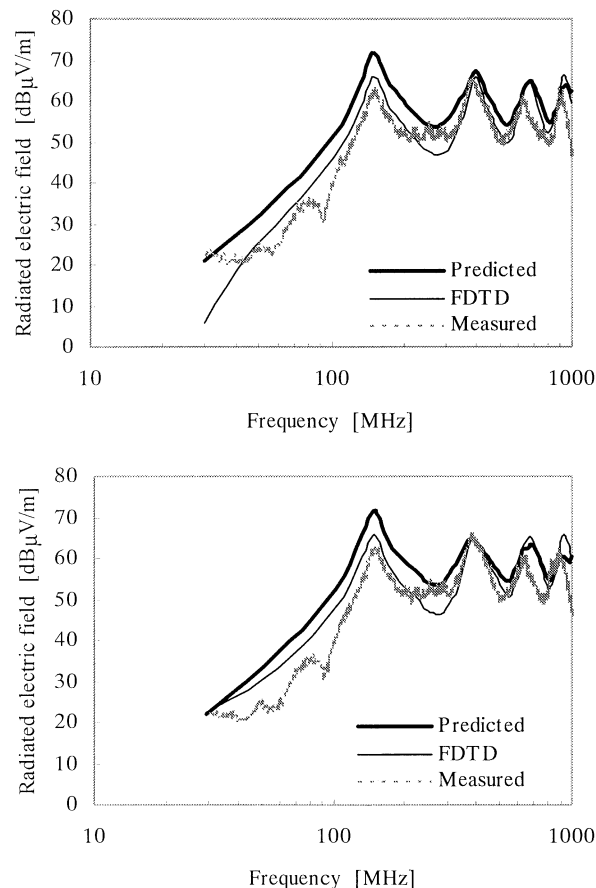 80
70
60
50
40
30
20
10
0
Radiated electric field [dBμV/m]
Predicted
FDTD
Measured
10 100 1000
Frequency [MHz]
80
70
60
50
40
30
20
10
0
Radiated electric field [dBμV/m]
Predicted
FDTD
Measured
10 100 1000
Frequency [MHz]